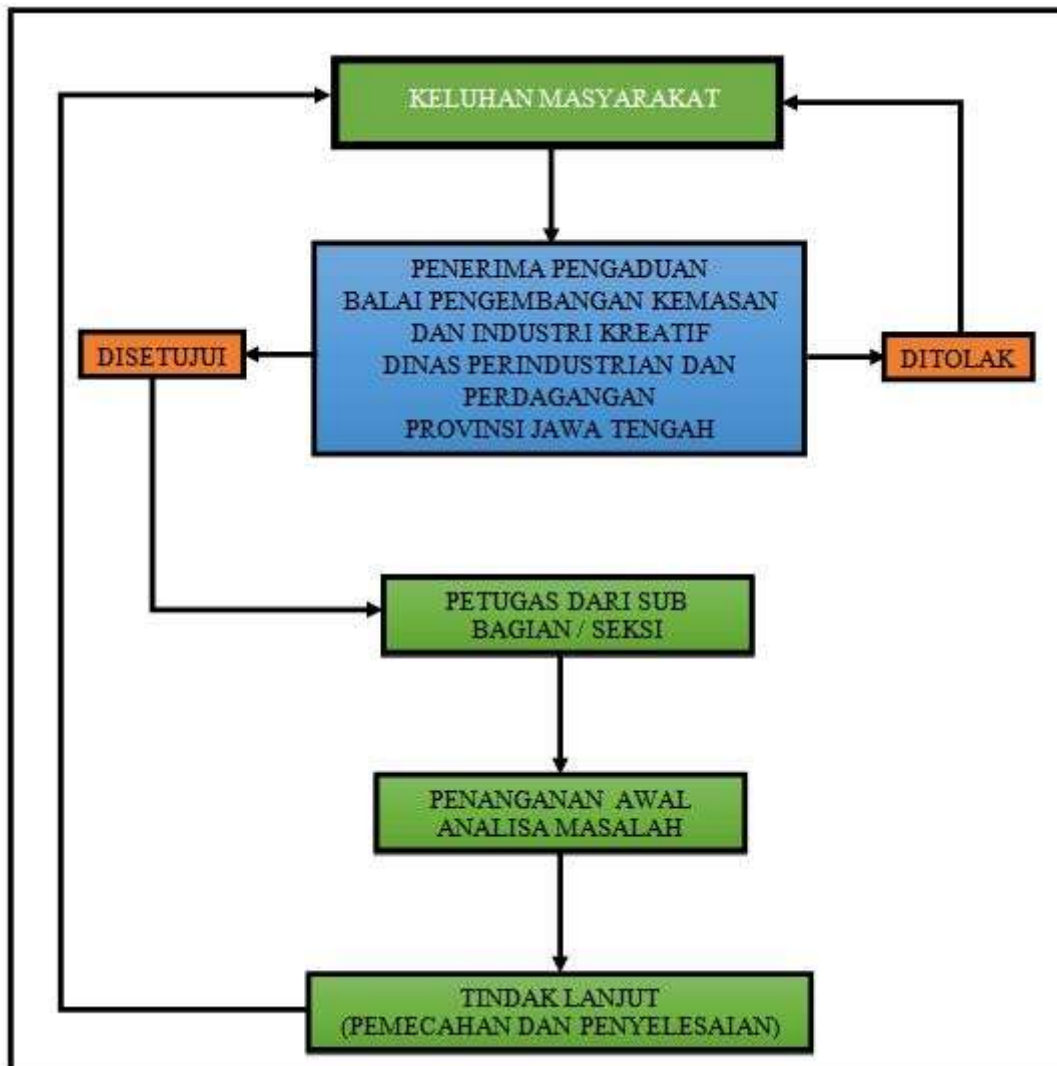 KELUHAN MASYARAKAT
PENERIMA PENGADUAN
BALAI PENGEMBANGAN KEMASAN
DAN INDUSTRI KREATIF
DINAS PERINDUSTRIAN DAN
PERDAGANGAN
PROVINSI JAWA TENGAH
DISETUJUI
DITOLAK
PETUGAS DARI SUB
BAGIAN / SEKSI
PENANGANAN AWAL
ANALISA MASALAH
TINDAK LANJUT
(PEMECAHAN DAN PENYELESAIAN)